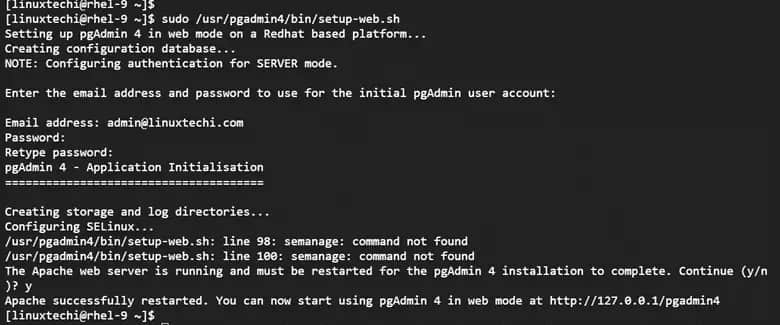 [linuxtechi@rhel-9 ~]$
[linuxtechi@rhel-9 ~]$ sudo /usr/pgadmin4/bin/setup-web.sh
Setting up pgAdmin 4 in web mode on a Redhat based platform...
Creating configuration database...
NOTE: Configuring authentication for SERVER mode.
Enter the email address and password to use for the initial pgAdmin user account:
Email address: admin@linuxtechi.com
Password:
Retype password:
pgAdmin 4 - Application Initialisation
======================================
Creating storage and log directories...
Configuring SELinux...
/usr/pgadmin4/bin/setup-web.sh: line 98: semanage: command not found
/usr/pgadmin4/bin/setup-web.sh: line 100: semanage: command not found
The Apache web server is running and must be restarted for the pgAdmin 4 installation to complete. Continue (y/n
)? y
Apache successfully restarted. You can now start using pgAdmin 4 in web mode at http://127.0.0.1/pgadmin4
[linuxtechi@rhel-9 ~]$